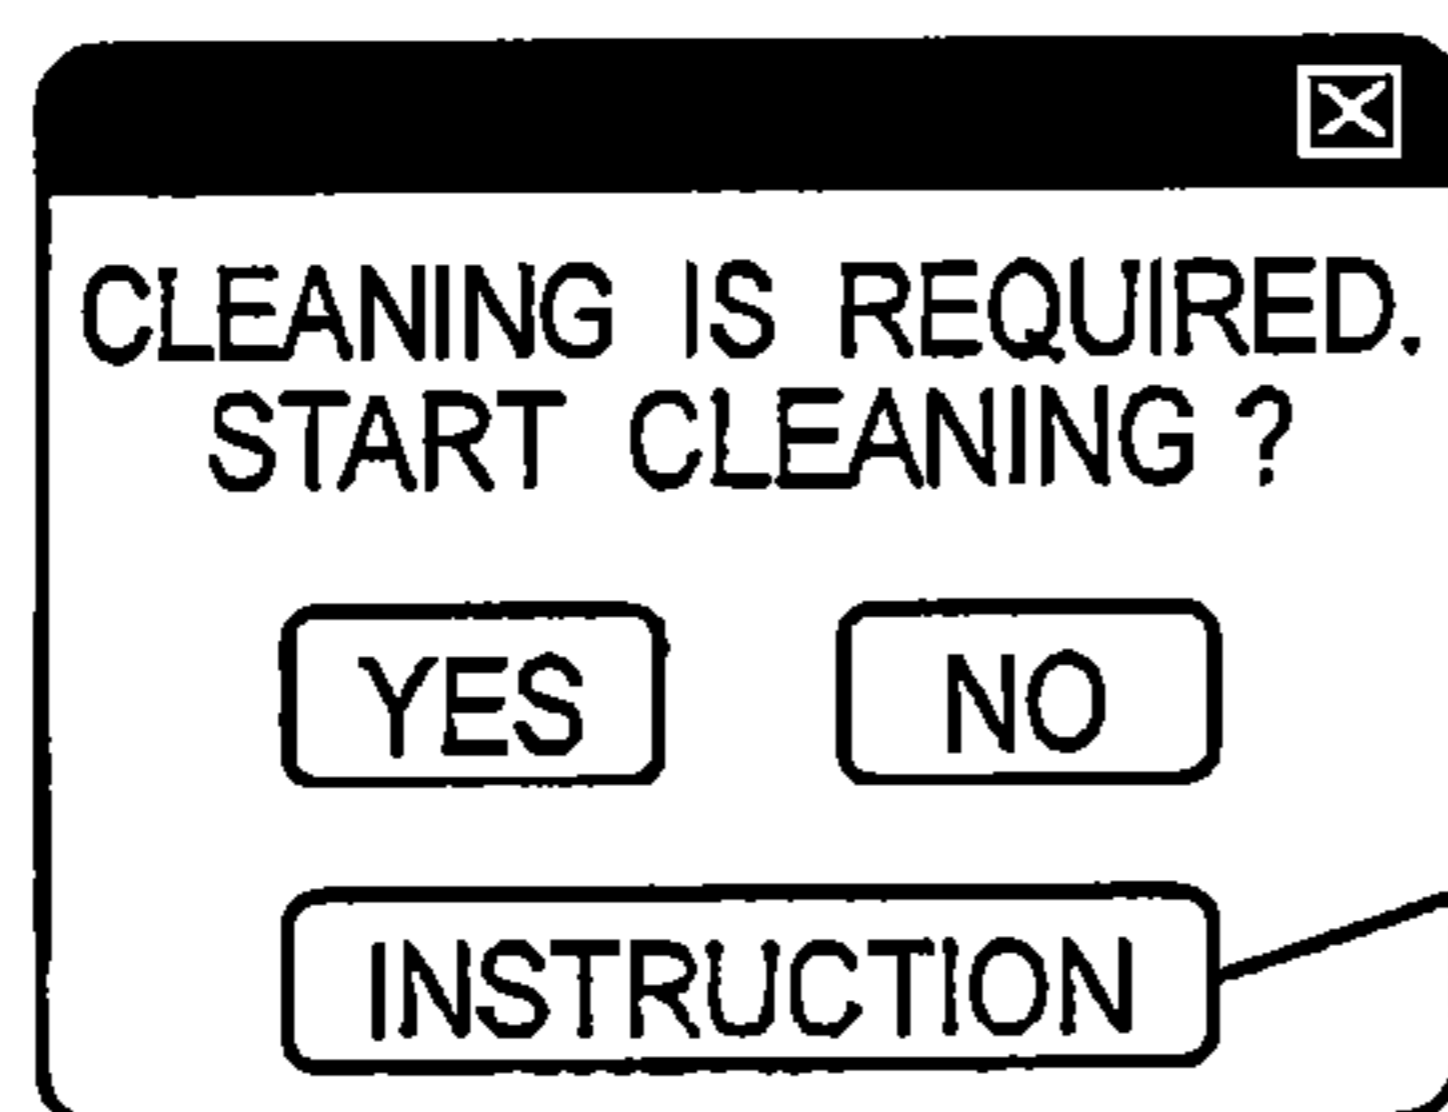 CLEANING IS REQUIRED.
START CLEANING ?
YES NO
INSTRUCTION